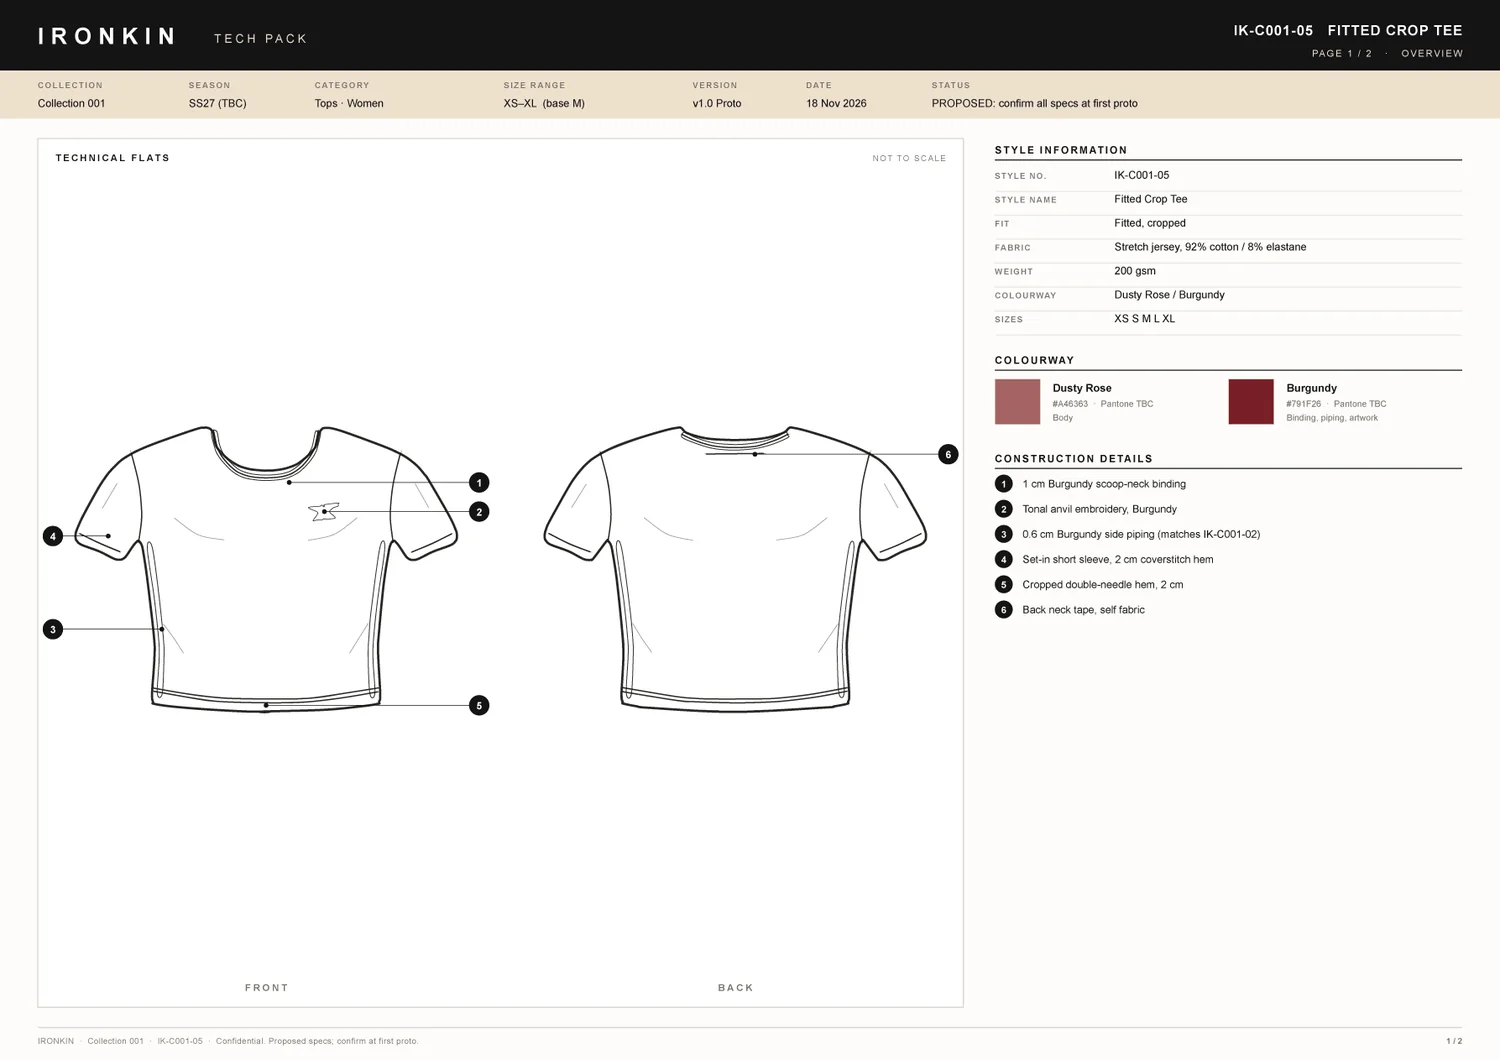 IRONKIN TECH PACK
IK-C001-05 FITTED CROP TEE
PAGE 1 / 2 · OVERVIEW
COLLECTION SEASON CATEGORY SIZE RANGE VERSION DATE STATUS
Collection 001 SS27 (TBC) Tops · Women XS–XL (base M) v1.0 Proto 18 Nov 2026 PROPOSED: confirm all specs at first proto
TECHNICAL FLATS NOT TO SCALE
1
2
3
4
5
6
FRONT BACK
STYLE INFORMATION
STYLE NO. IK-C001-05
STYLE NAME Fitted Crop Tee
FIT Fitted, cropped
FABRIC Stretch jersey, 92% cotton / 8% elastane
WEIGHT 200 gsm
COLOURWAY Dusty Rose / Burgundy
SIZES XS S M L XL
COLOURWAY
Dusty Rose
#A46363 · Pantone TBC
Body
Burgundy
#791F26 · Pantone TBC
Binding, piping, artwork
CONSTRUCTION DETAILS
1 1 cm Burgundy scoop-neck binding
2 Tonal anvil embroidery, Burgundy
3 0.6 cm Burgundy side piping (matches IK-C001-02)
4 Set-in short sleeve, 2 cm coverstitch hem
5 Cropped double-needle hem, 2 cm
6 Back neck tape, self fabric
IRONKIN · Collection 001 · IK-C001-05 · Confidential. Proposed specs; confirm at first proto.
1 / 2